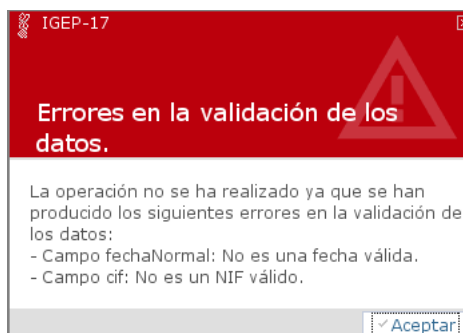 IGEP-17
Errores en la validación de los
datos.
La operación no se ha realizado ya que se han
producido los siguientes errores en la validación de
los datos:
- Campo fechaNormal: No es una fecha válida.
- Campo cif: No es un NIF válido.
Aceptar